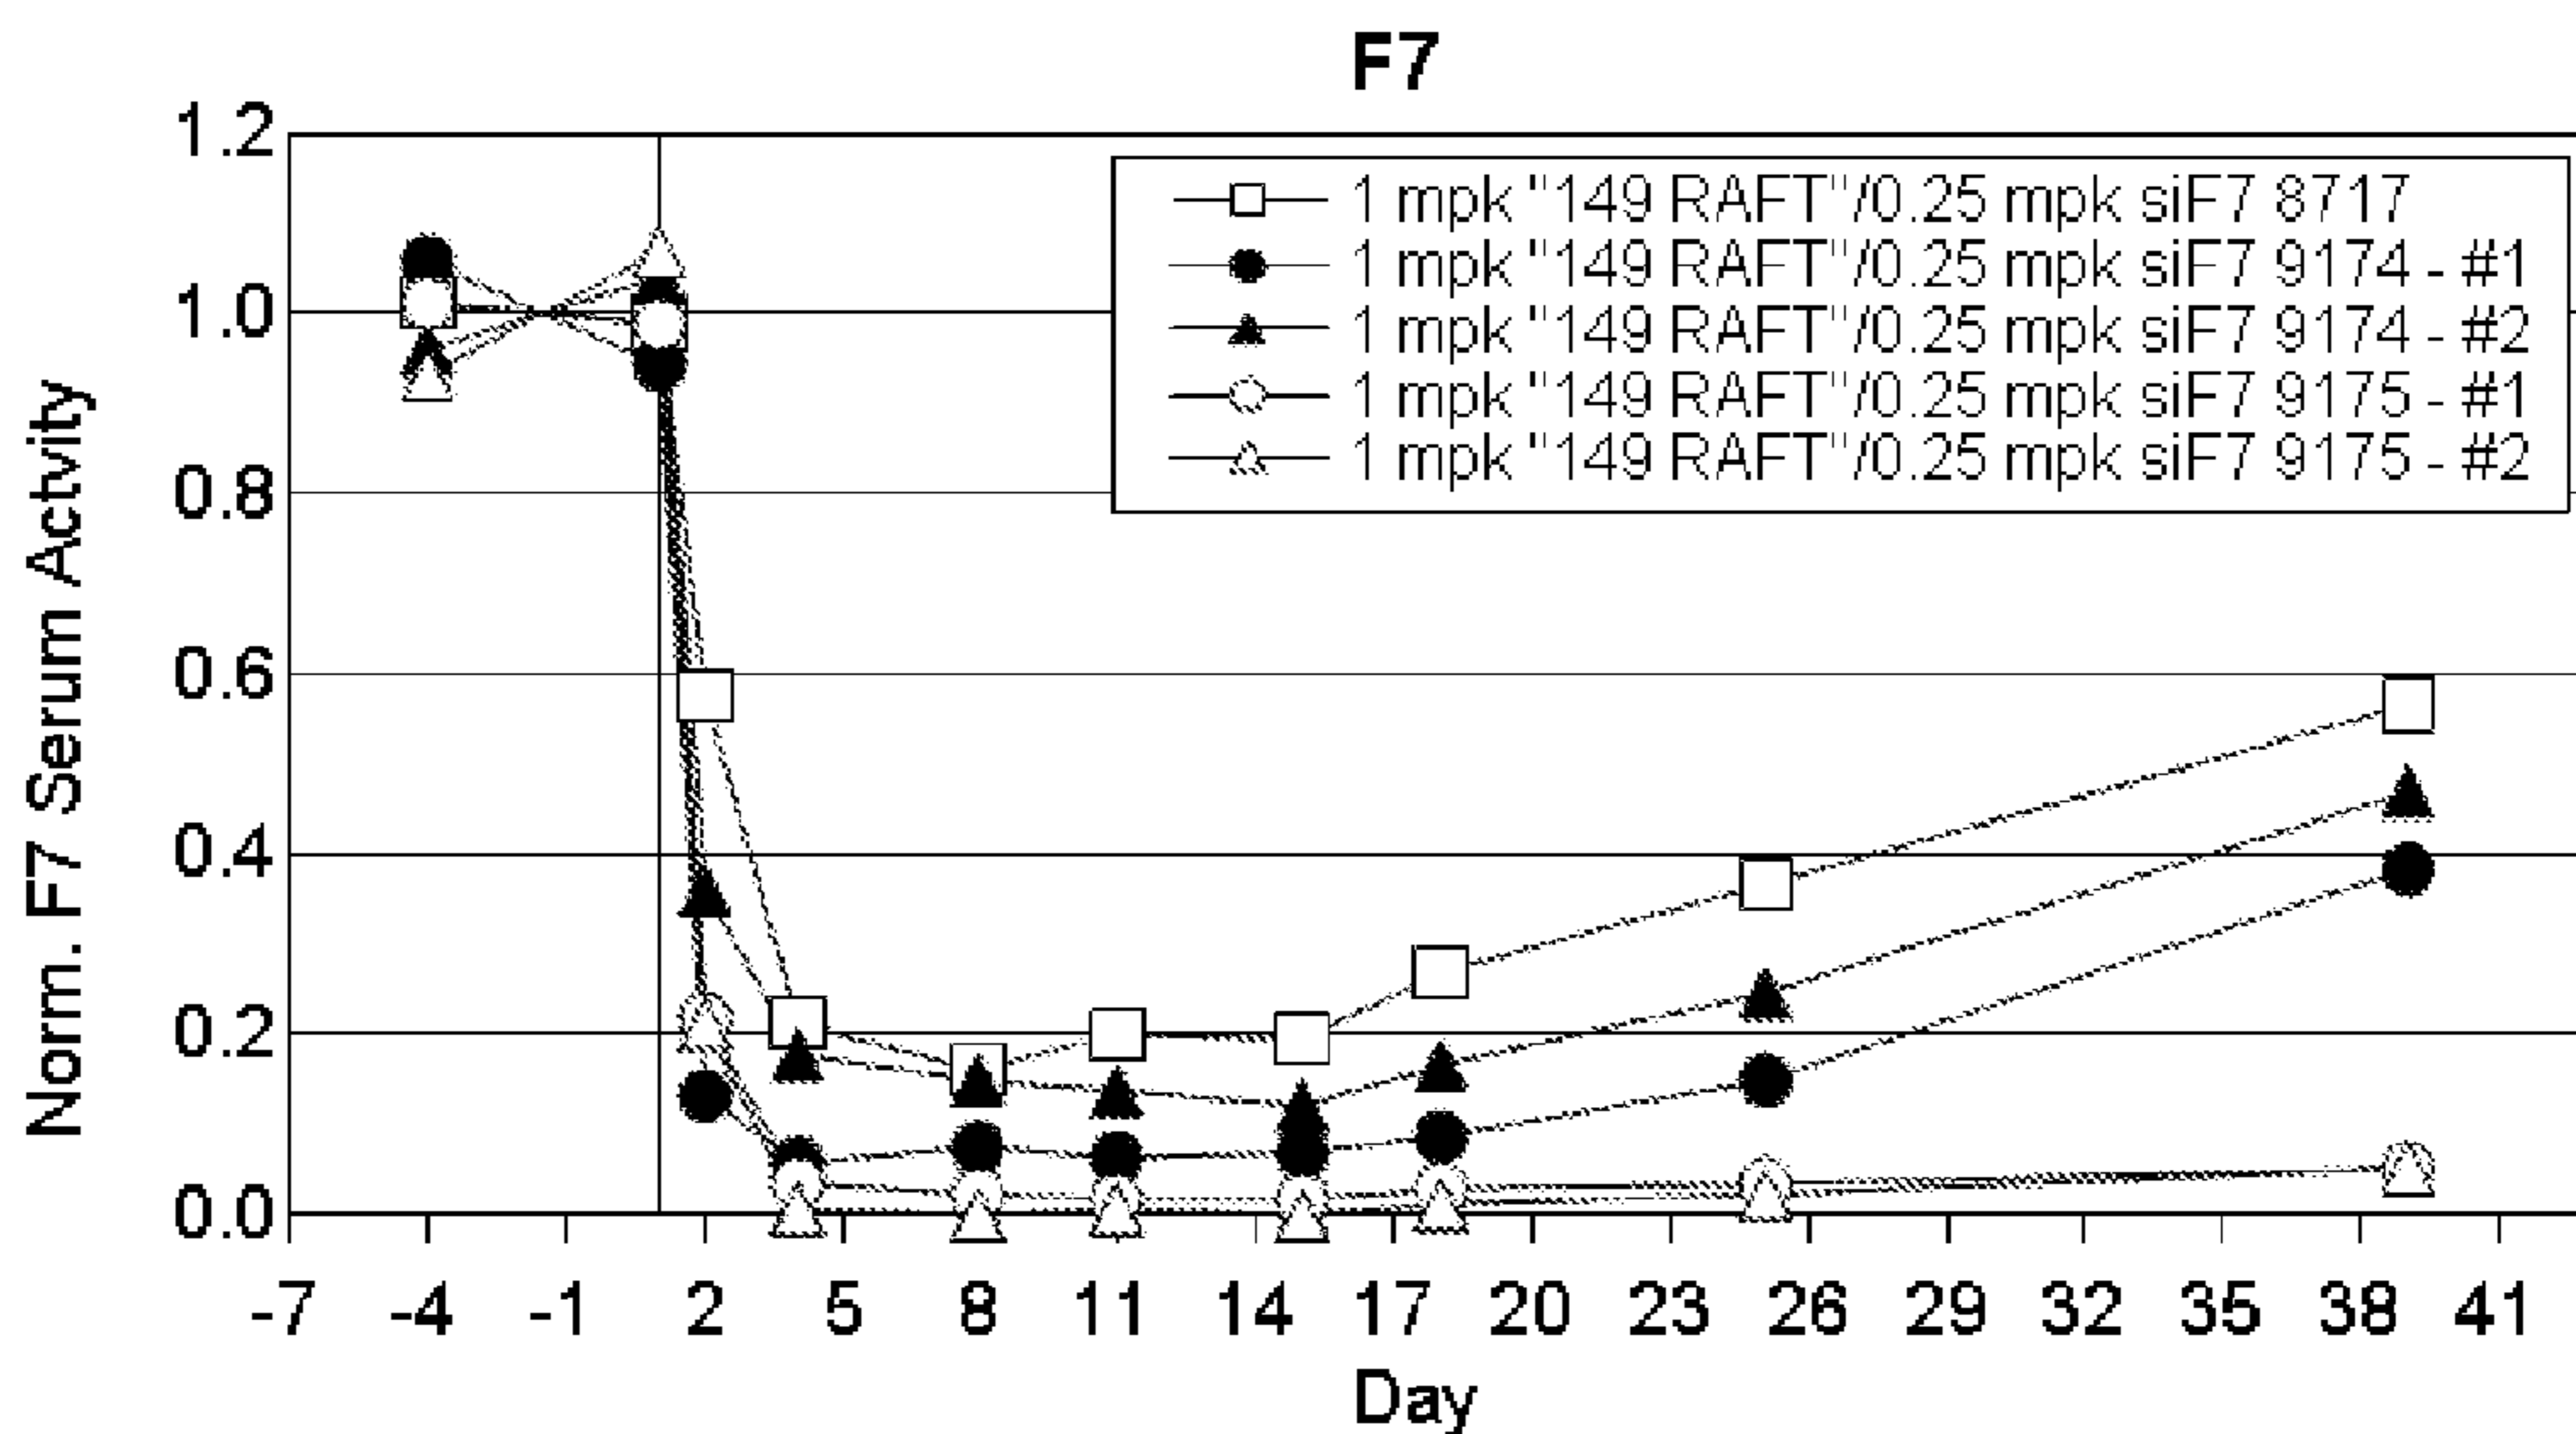 F7
1.2
1.0
0.8
0.6
0.4
0.2
0.0
Norm. F7 Serum Actvity
1 mpk "149 RAFT"/0.25 mpk siF7 8717
1 mpk "149 RAFT"/0.25 mpk siF7 9174 - #1
1 mpk "149 RAFT"/0.25 mpk siF7 9174 - #2
1 mpk "149 RAFT"/0.25 mpk siF7 9175 - #1
1 mpk "149 RAFT"/0.25 mpk siF7 9175 - #2
-7 -4 -1 2 5 8 11 14 17 20 23 26 29 32 35 38 41
Day